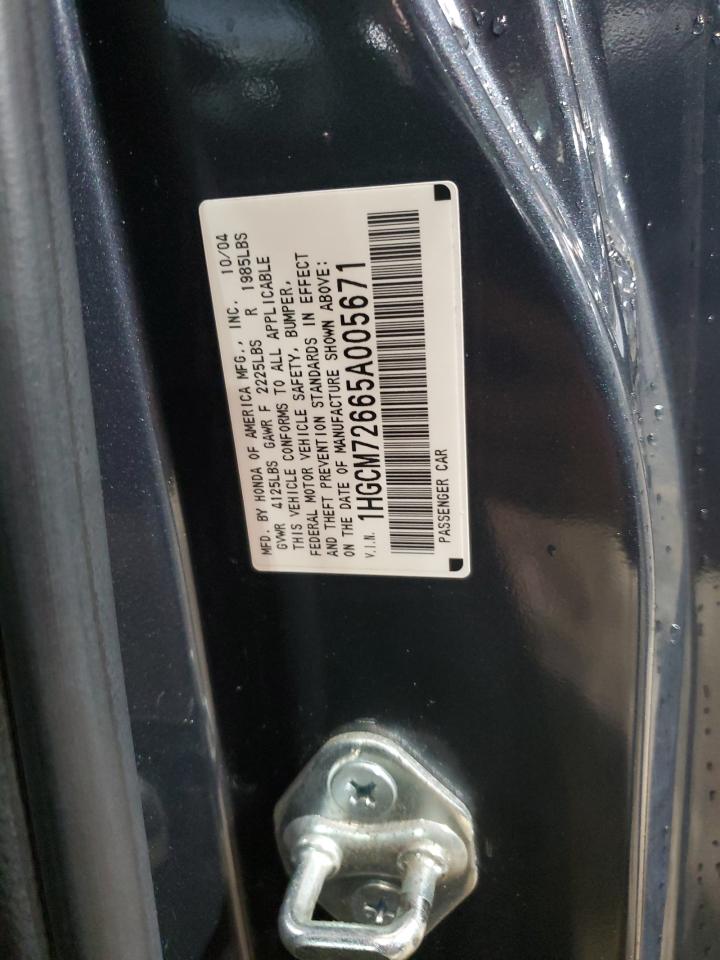 MFD. BY HONDA OF AMERICA MFG., INC. 10/04
GVWR 4125LBS GAWR F 2225LBS R 1985LBS
THIS VEHICLE CONFORMS TO ALL APPLICABLE
FEDERAL MOTOR VEHICLE SAFETY, BUMPER,
AND THEFT PREVENTION STANDARDS IN EFFECT
ON THE DATE OF MANUFACTURE SHOWN ABOVE:
V.I.N. 1HGCM72665A005671
PASSENGER CAR